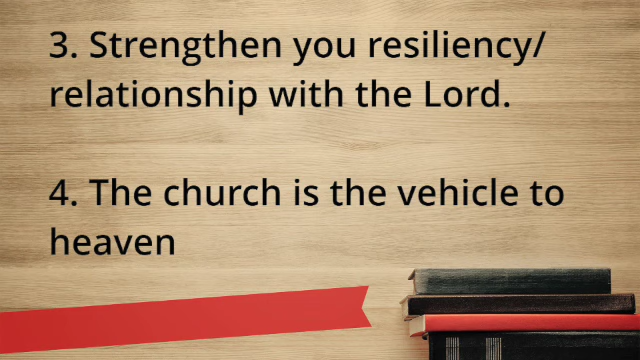 3. Strengthen you resiliency/
relationship with the Lord.
4. The church is the vehicle to
heaven